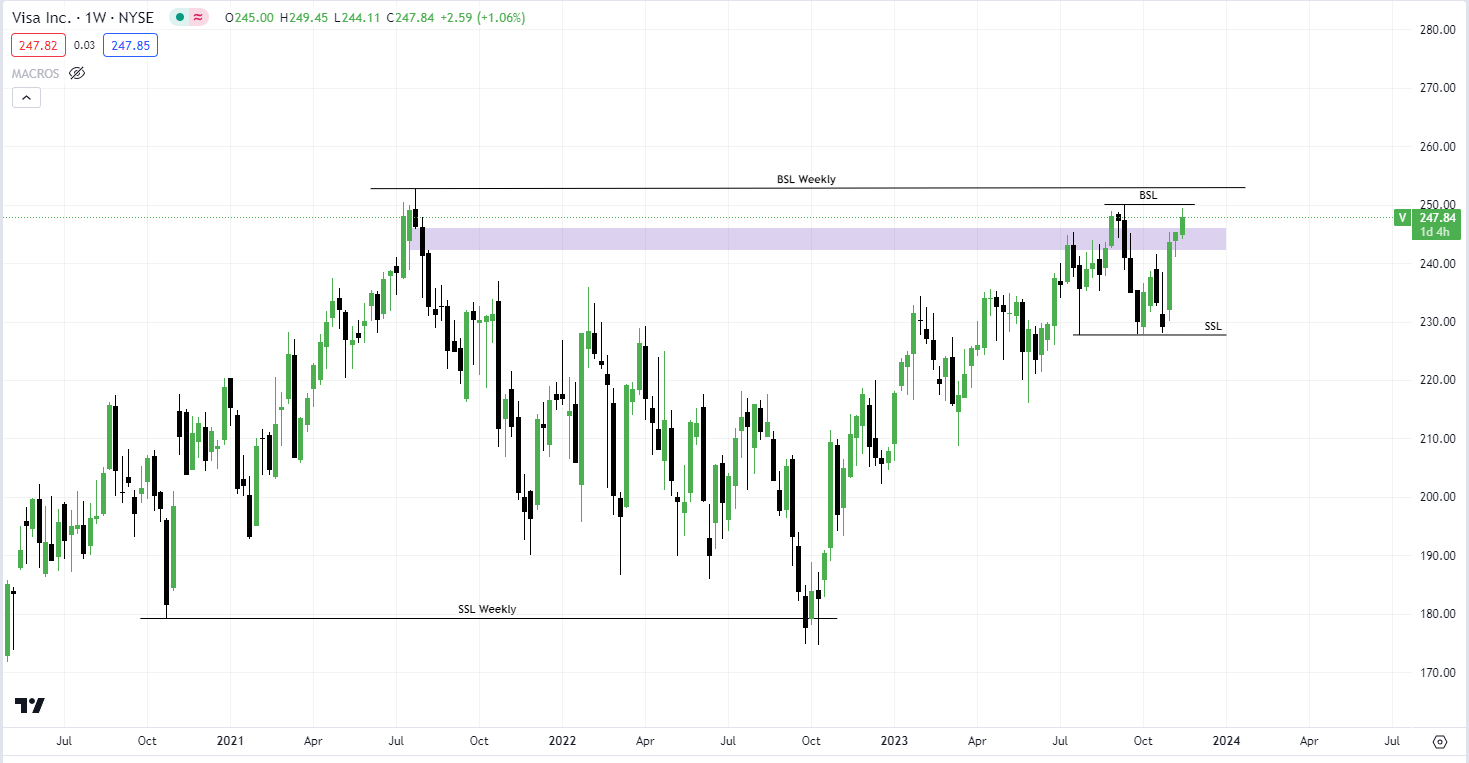 Visa Inc. · 1W · NYSE O245.00 H249.45 L244.11 C247.84 +2.59 (+1.06%)
247.82 0.03 247.85
MACROS
280.00
270.00
260.00
BSL Weekly
BSL
250.00
V 247.84
1d 4h
240.00
230.00
SSL
220.00
210.00
200.00
190.00
SSL Weekly
180.00
170.00
Jul Oct 2021 Apr Jul Oct 2022 Apr Jul Oct 2023 Apr Jul Oct 2024 Apr Jul